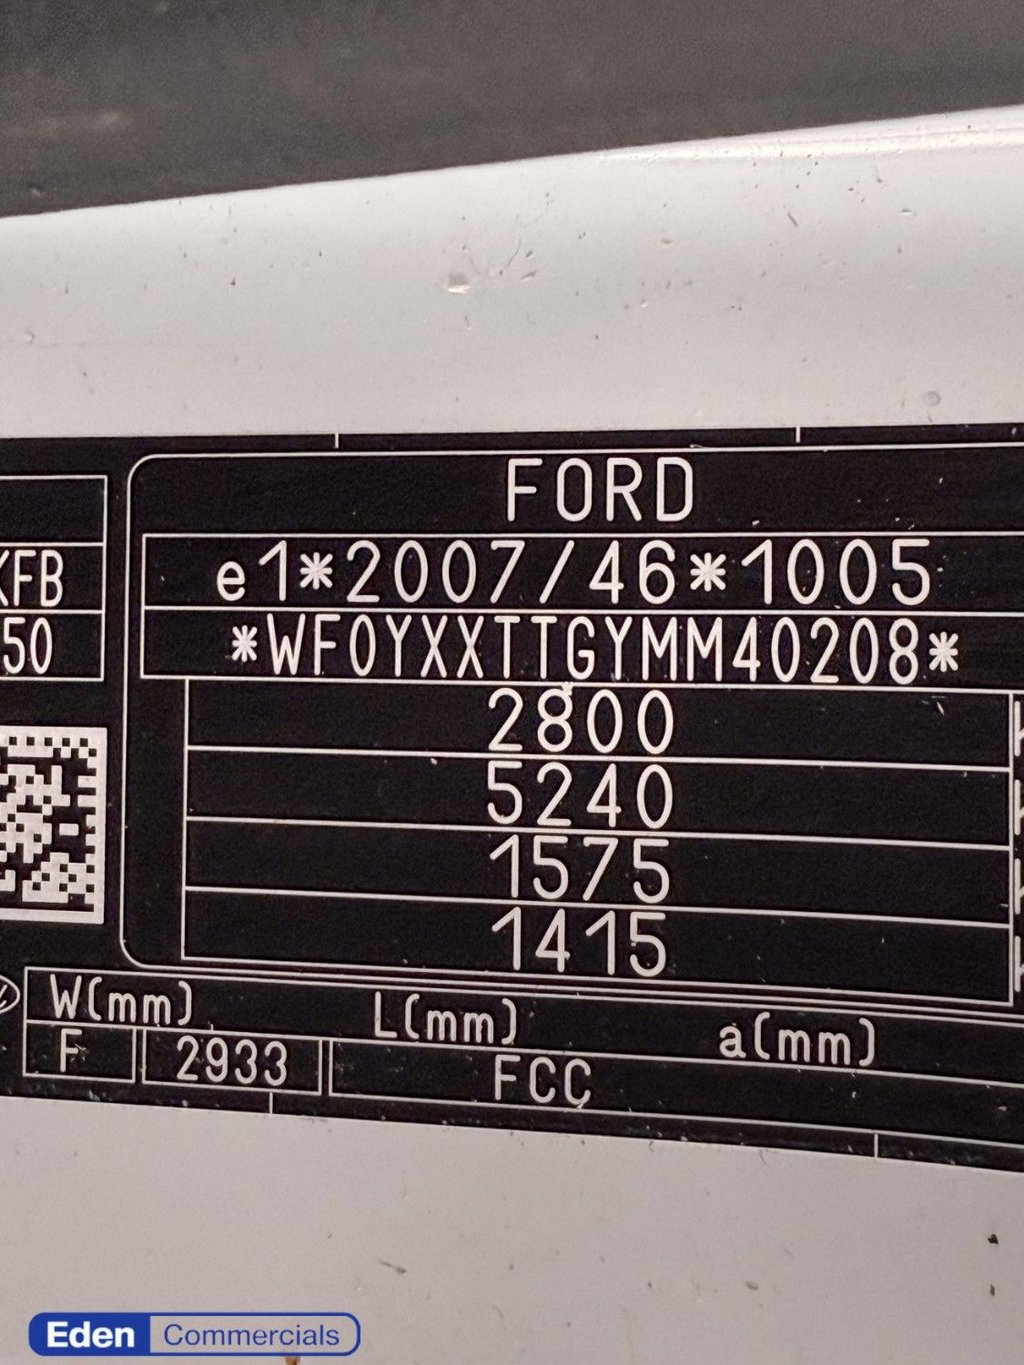 FORD
e1*2007/46*1005
*WF0YXXTTGYMM40208*
2800
5240
1575
1415
KFB
50
W(mm) L(mm) a(mm)
F 2933 FCC
Eden Commercials